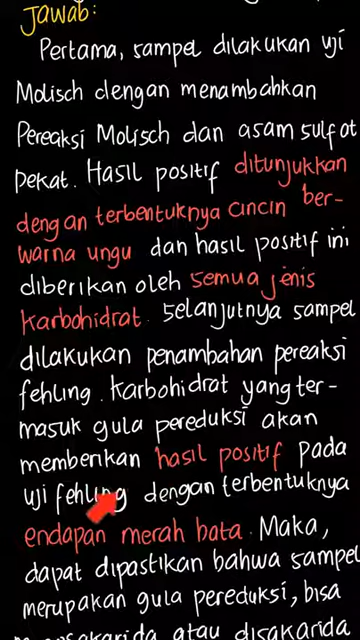 Jawab:
Pertama, sampel dilakukan uji
Molisch dengan menambahkan
Pereaksi Molisch dan asam sulfat
pekat. Hasil positif ditunjukkan
dengan terbentuknya cincin ber-
warna ungu dan hasil positif ini
diberikan oleh semua jenis
karbohidrat. Selanjutnya sampel
dilakukan penambahan pereaksi
fehling. Karbohidrat yang ter-
masuk gula pereduksi akan
memberikan hasil positif pada
uji fehling dengan terbentuknya
endapan merah bata. Maka,
dapat dipastikan bahwa sampel
merupakan gula pereduksi, bisa
monosakarida atau disakarida